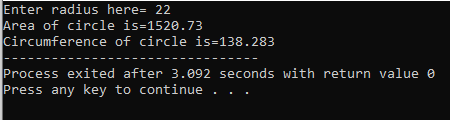 Enter radius here= 22
Area of circle is=1520.73
Circumference of circle is=138.283
--------------------------------
Process exited after 3.092 seconds with return value 0
Press any key to continue . . .